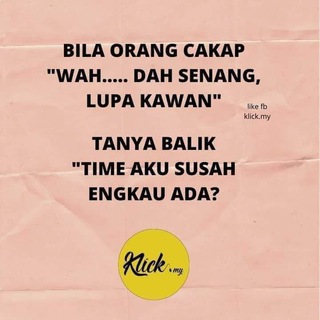 BILA ORANG CAKAP
"WAH..... DAH SENANG,
LUPA KAWAN"
like fb
klick.my
TANYA BALIK
"TIME AKU SUSAH
ENGKAU ADA?
Klick.my